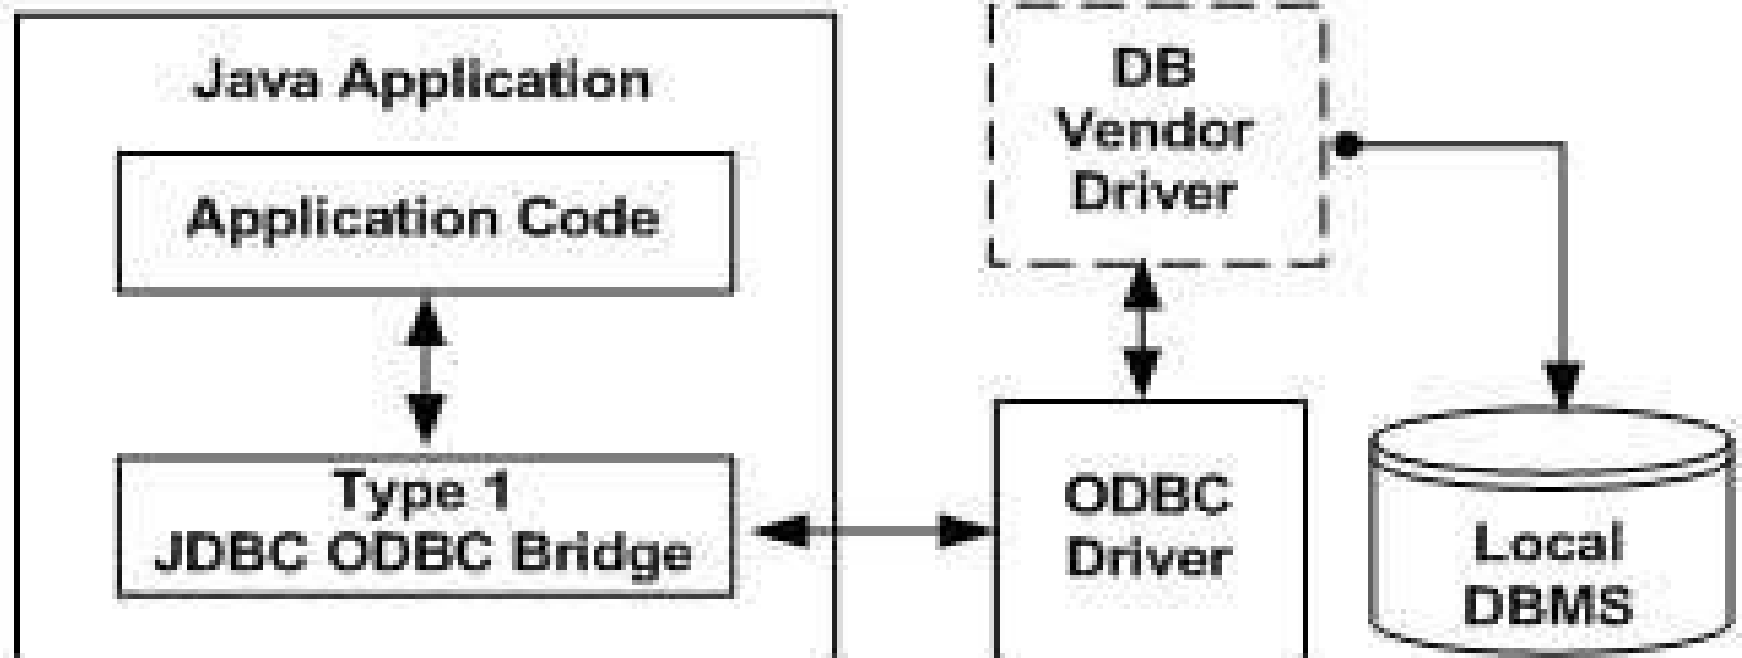 Java Application
Application Code
Type 1
JDBC ODBC Bridge
DB
Vendor
Driver
ODBC
Driver
Local
DBMS